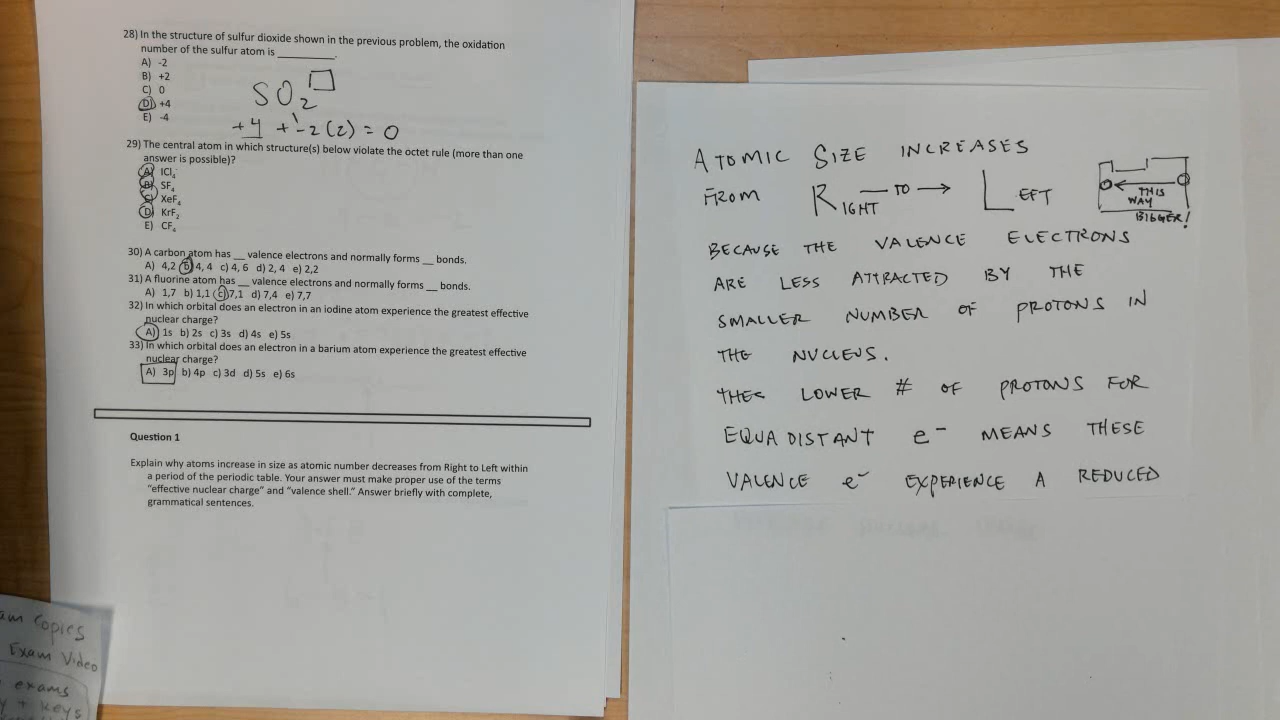 28) In the structure of sulfur dioxide shown in the previous problem, the oxidation
number of the sulfur atom is __________.
A) -2
B) +2
C) 0
D) +4
E) -4
SO2
+4 + -2 (2) = 0
29) The central atom in which structure(s) below violate the octet rule (more than one
answer is possible)?
A) ICl4
B) SF4
C) XeF4
D) KrF2
E) CF4
30) A carbon atom has __ valence electrons and normally forms __ bonds.
A) 4,2 b) 4, 4 c) 4, 6 d) 2, 4 e) 2,2
31) A fluorine atom has __ valence electrons and normally forms __ bonds.
A) 1,7 b) 1,1 c) 7,1 d) 7,4 e) 7,7
32) In which orbital does an electron in an iodine atom experience the greatest effective
nuclear charge?
A) 1s b) 2s c) 3s d) 4s e) 5s
33) In which orbital does an electron in a barium atom experience the greatest effective
nuclear charge?
A) 3p b) 4p c) 3d d) 5s e) 6s
Question 1
Explain why atoms increase in size as atomic number decreases from Right to Left within
a period of the periodic table. Your answer must make proper use of the terms
"effective nuclear charge" and "valence shell." Answer briefly with complete,
grammatical sentences.
Copics
Exam Video
exams
y + keys
ATOMIC SIZE INCREASES
FROM RIGHT TO LEFT
THIS
WAY
BIGGER!
BECAUSE THE VALENCE ELECTRONS
ARE LESS ATTRACTED BY THE
SMALLER NUMBER OF PROTONS IN
THE NUCLEUS.
THE LOWER # OF PROTONS FOR
EQUADISTANT e- MEANS THESE
VALENCE e- EXPERIENCE A REDUCED